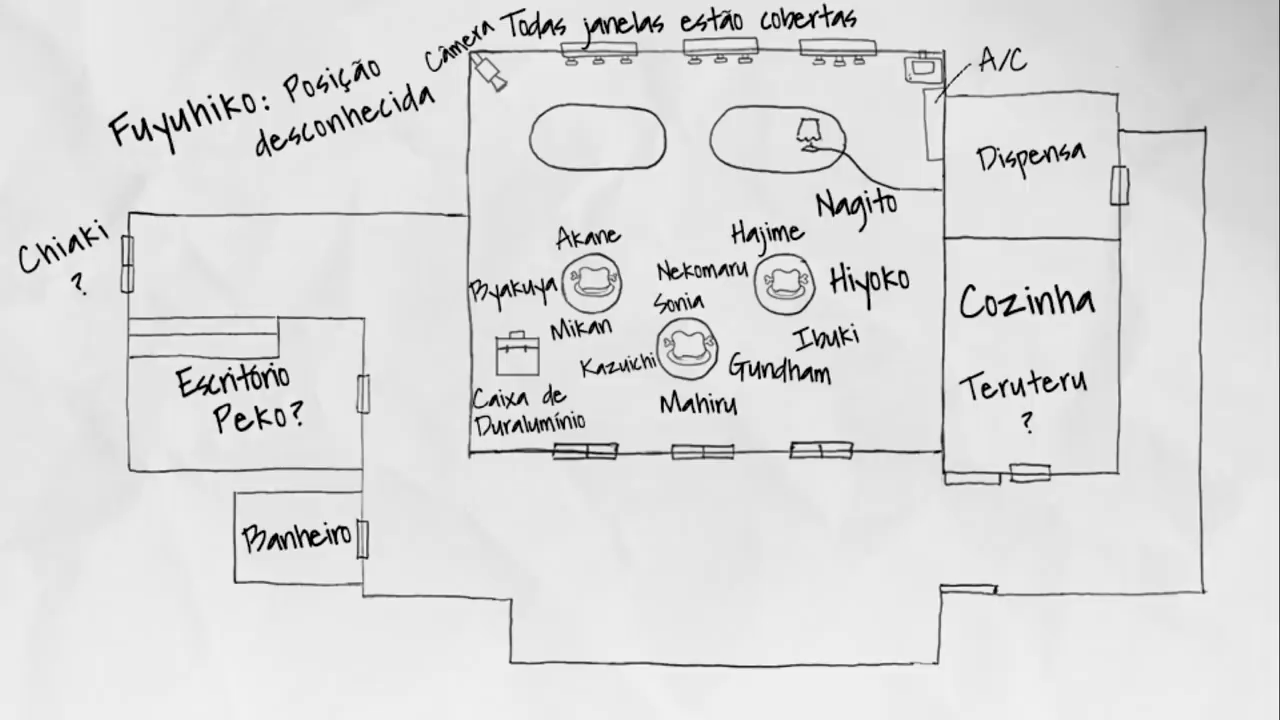 Todas janelas estão cobertas
Câmera
A/C
Fuyuhiko: Posição
desconhecida
Dispensa
Nagito
Chiaki
?
Akane
Hajime
Byakuya
Nekomaru
Hiyoko
Sonia
Mikan
Ibuki
Kazuichi
Gundham
Mahiru
Caixa de
Duralumínio
Cozinha
Teruteru
?
Escritório
Peko?
Banheiro